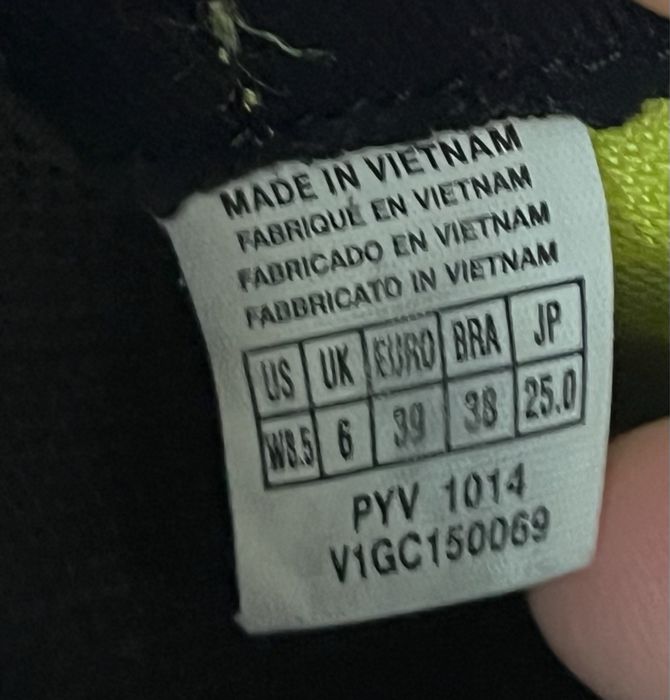 MADE IN VIETNAM
FABRIQUÉ EN VIETNAM
FABRICADO EN VIETNAM
FABBRICATO IN VIETNAM
US UK EURO BRA JP
W8.5 6 39 38 25.0
PYV 1014
V1GC150069